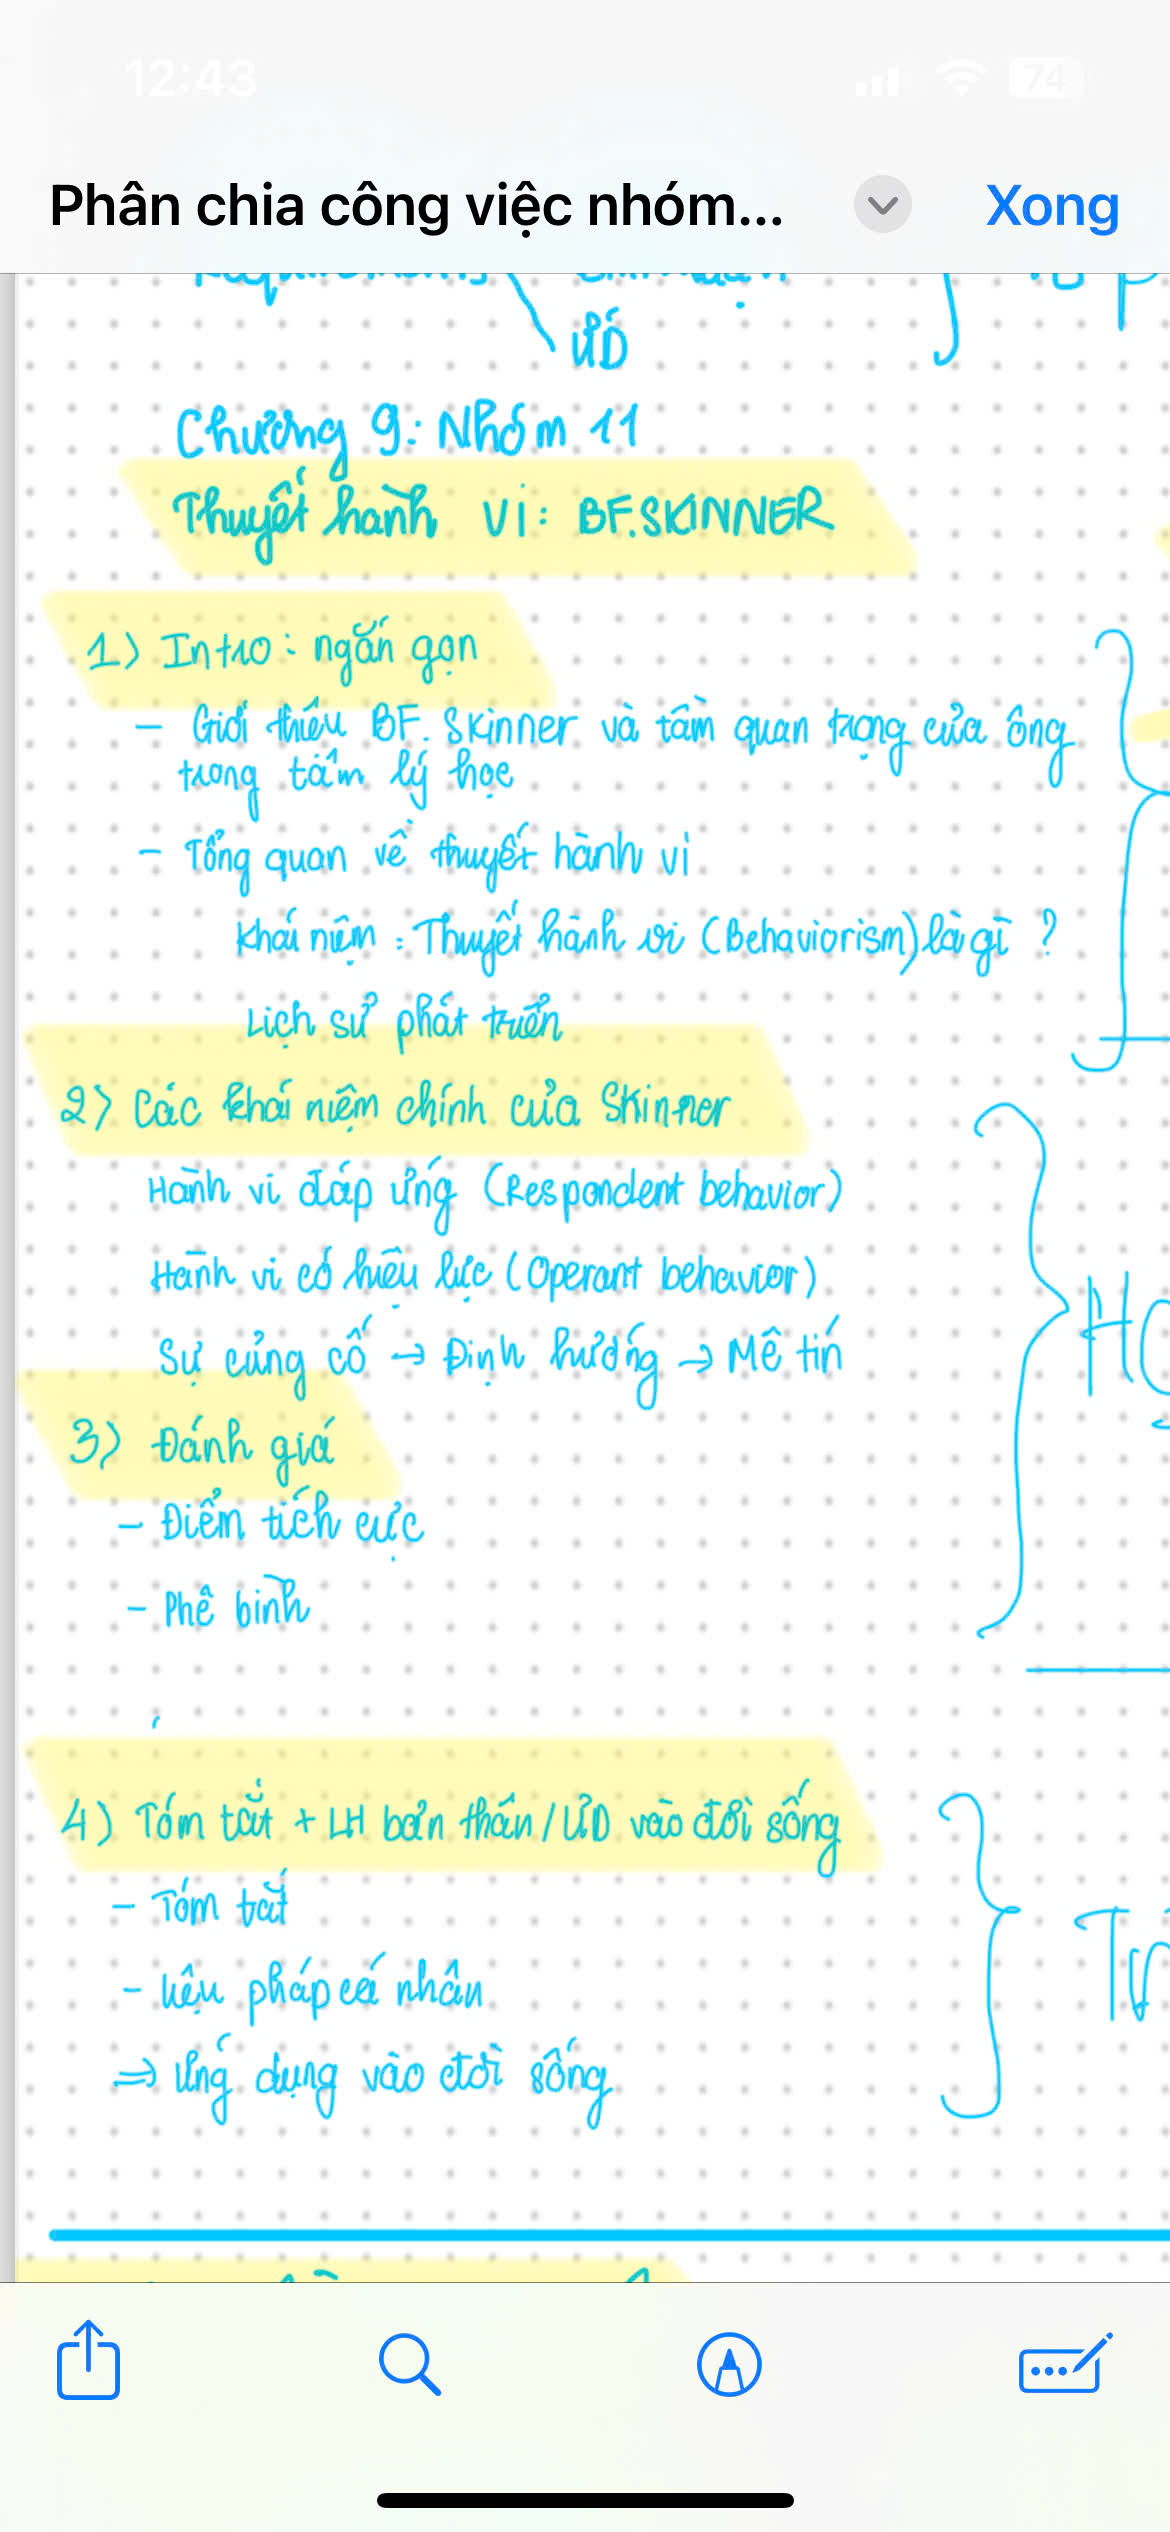 12:43
74
Phân chia công việc nhóm...
Xong
ƯD
Chương 9: Nhóm 11
Thuyết hành vi: BF.SKINNER
1) Intro: ngắn gọn
- Giới thiệu BF. Skinner và tầm quan trọng của ông
trong tâm lý học
- Tổng quan về thuyết hành vi
Khái niệm: Thuyết hành vi (Behaviorism) là gì?
Lịch sử phát triển
2) Các khái niệm chính của Skinner
Hành vi đáp ứng (Respondent behavior)
Hành vi có hiệu lực (Operant behavior)
Sự củng cố → Định hướng → Mê tín
3) Đánh giá
- Điểm tích cực
- Phê bình
4) Tóm tắt + LH bản thân/ƯD vào đời sống
- Tóm tắt
- pháp cá nhân
⇒ Ứng dụng vào đời sống